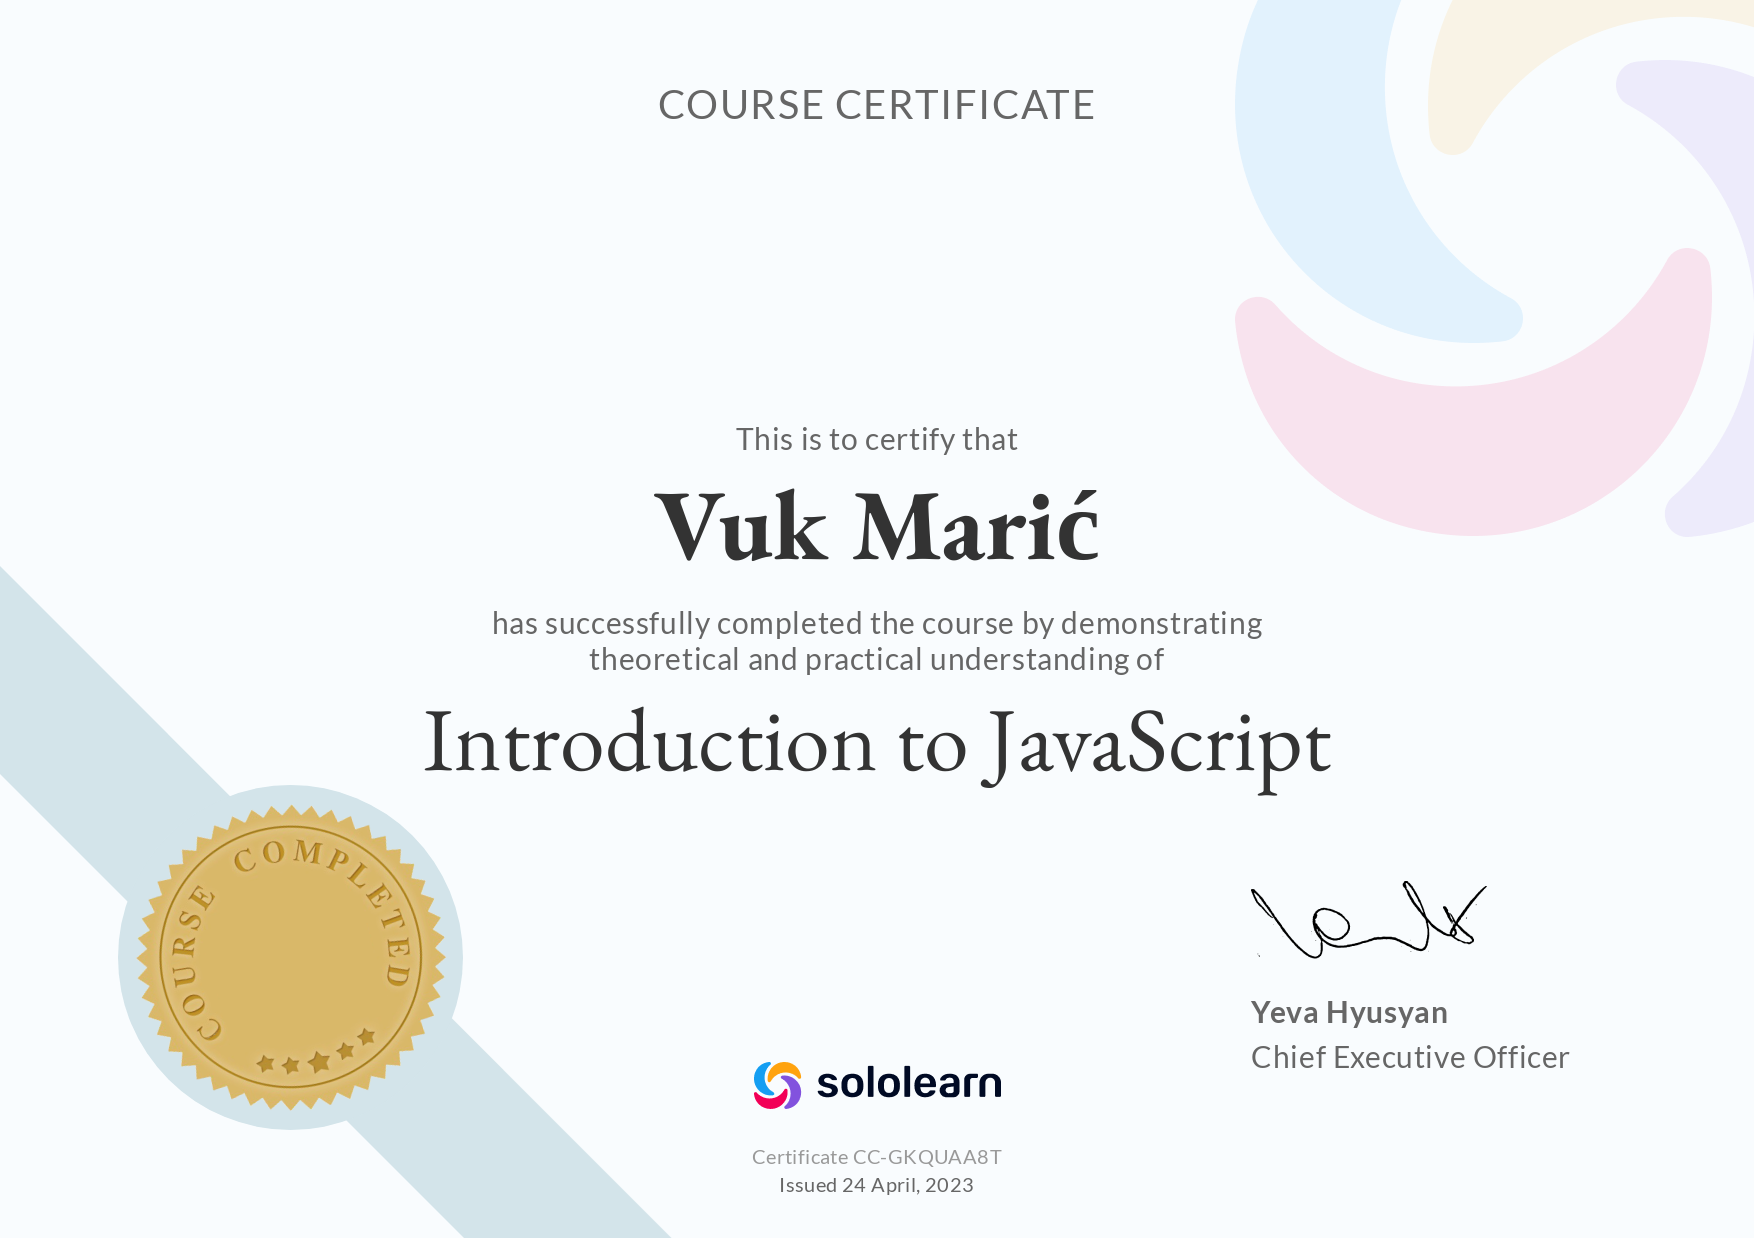 COURSE CERTIFICATE
This is to certify that
Vuk Marić
has successfully completed the course by demonstrating
theoretical and practical understanding of
Introduction to JavaScript
COURSE COMPLETED
Yeva Hyusyan
Chief Executive Officer
sololearn
Certificate CC-GKQUAA8T
Issued 24 April, 2023